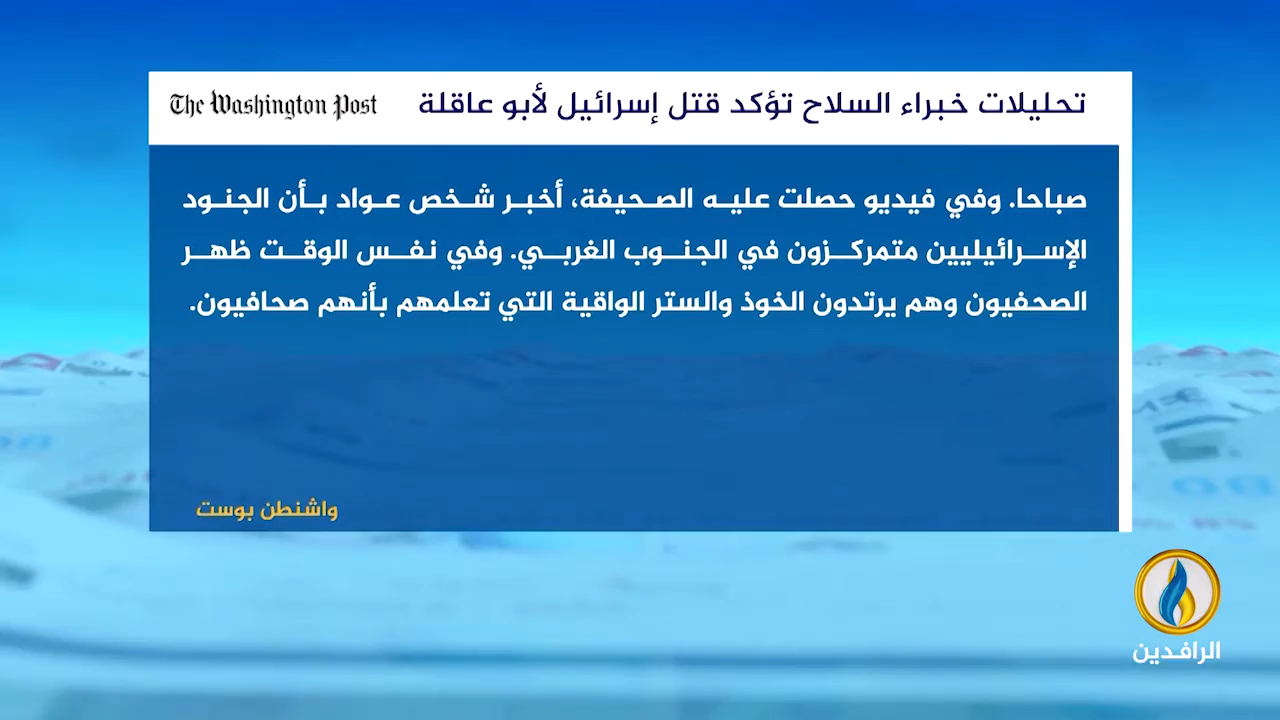 تحليلات خبراء السلاح تؤكد قتل إسرائيل لأبو عاقلة
The Washington Post
صباحا. وفي فيديو حصلت عليه الصحيفة، أخبر شخص عواد بأن الجنود
الإسرائيليين متمركزون في الجنوب الغربي. وفي نفس الوقت ظهر
الصحفيون وهم يرتدون الخوذ والستر الواقية التي تعلمهم بأنهم صحافيون.
واشنطن بوست
الرافدين